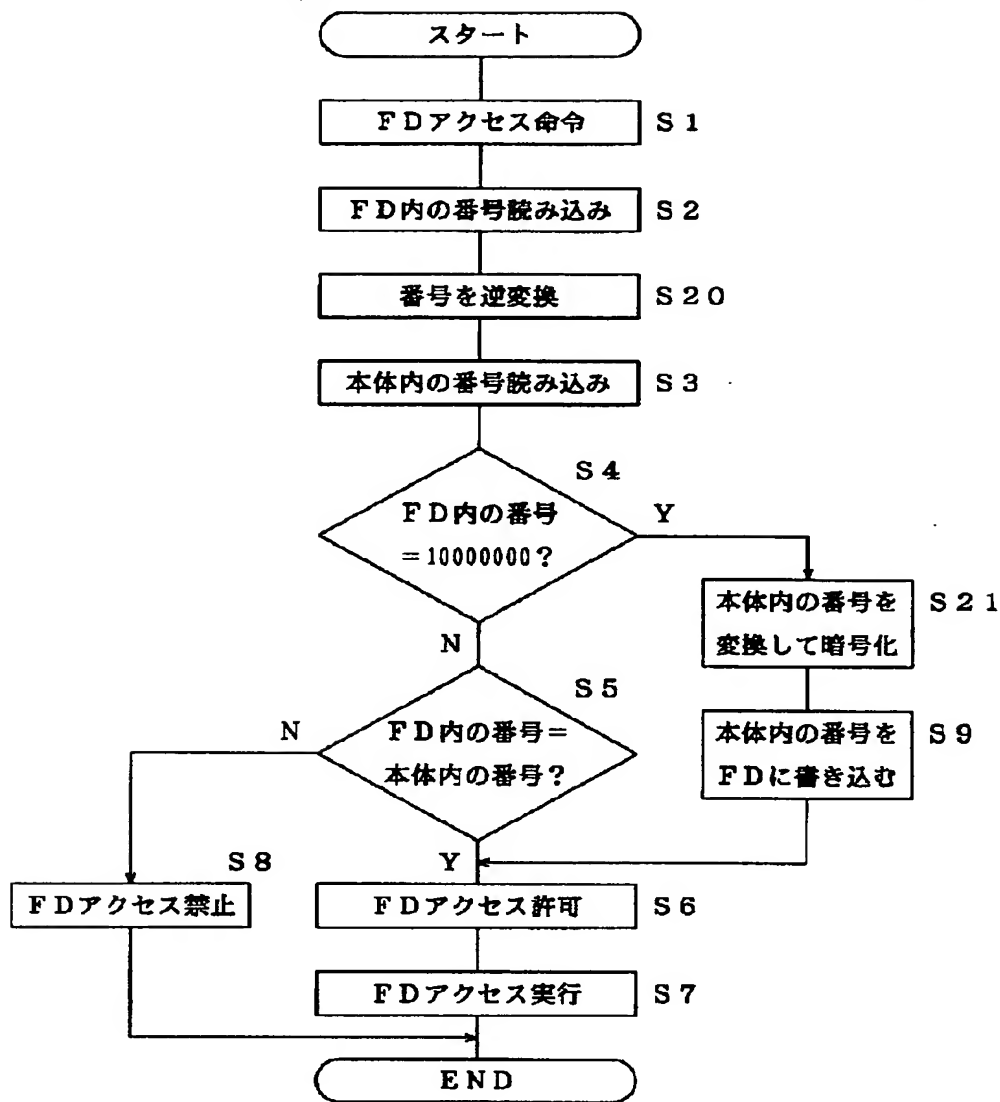 スタート
FDアクセス命令 S1
FD内の番号読み込み S2
番号を逆変換 S20
本体内の番号読み込み S3
S4
FD内の番号
=10000000?
Y
本体内の番号を
変換して暗号化
S21
N
S5
FD内の番号=
本体内の番号?
N
本体内の番号を
FDに書き込む
S9
Y
S8
FDアクセス禁止
FDアクセス許可 S6
FDアクセス実行 S7
END